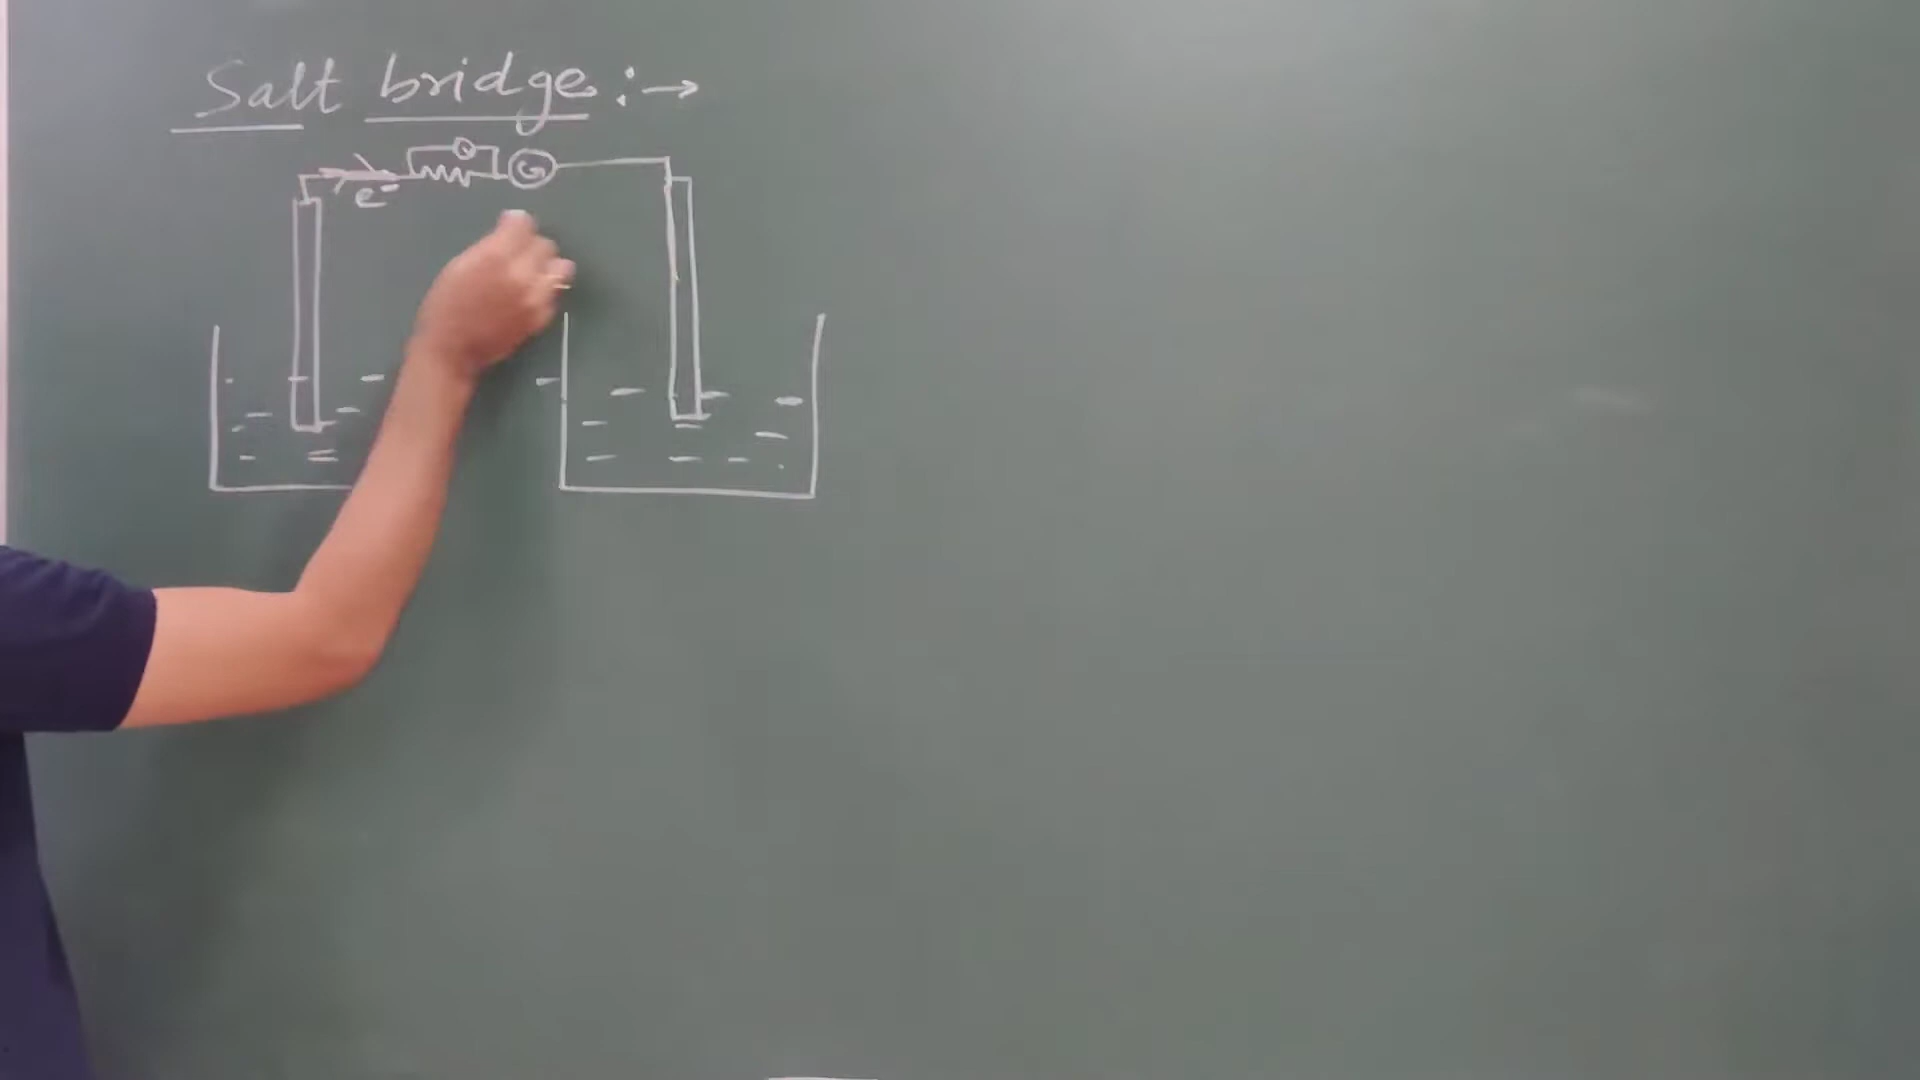 Salt bridge :→
G
e⁻